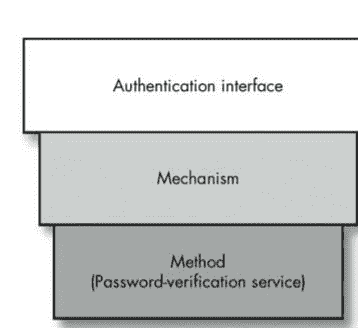 Authentication interface
Mechanism
Method
(Password-verification service)